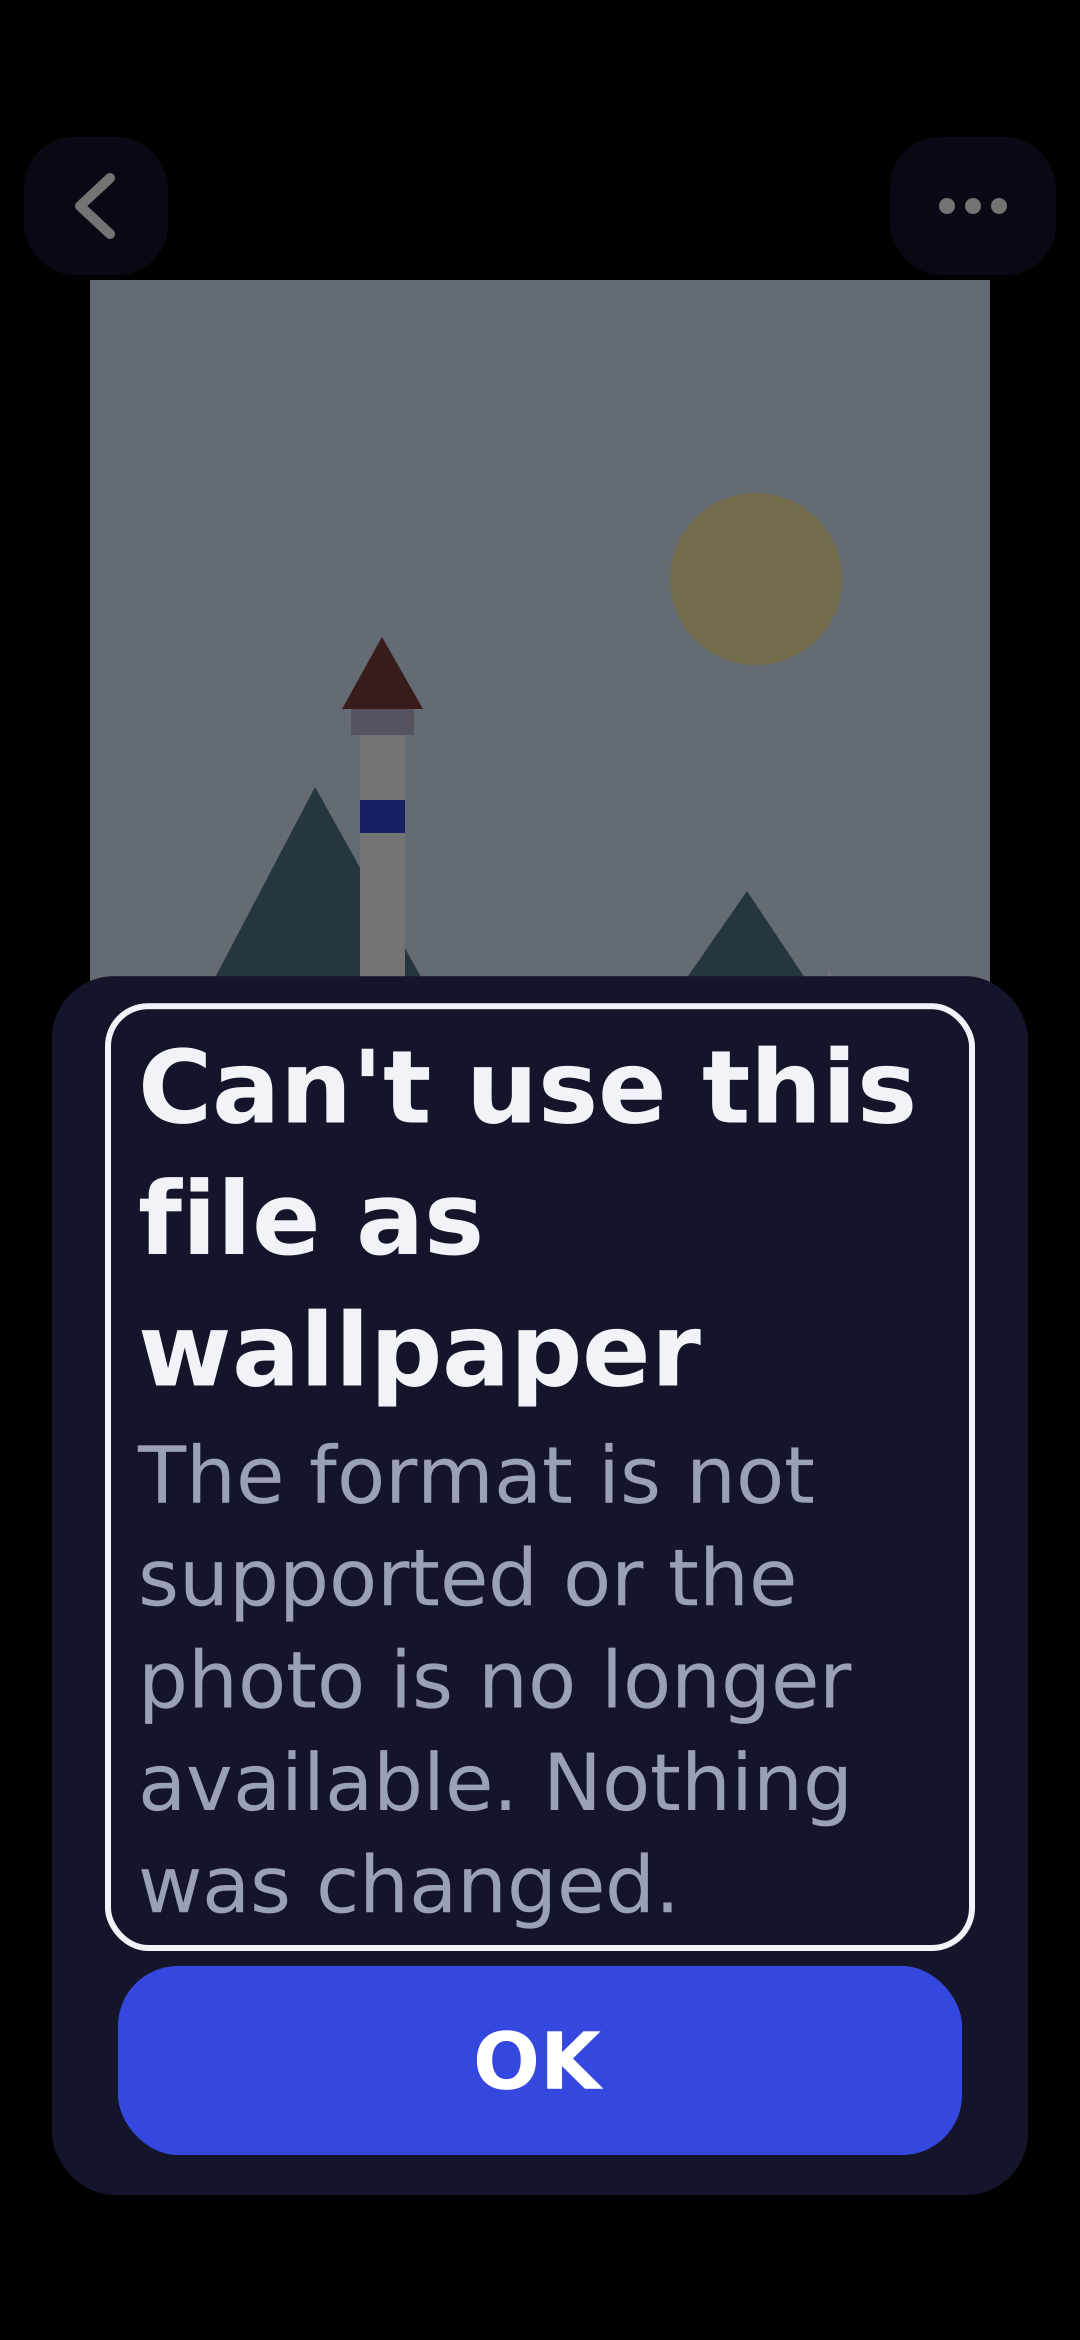 Can't use this
file as
wallpaper
The format is not
supported or the
photo is no longer
available. Nothing
was changed.
OK